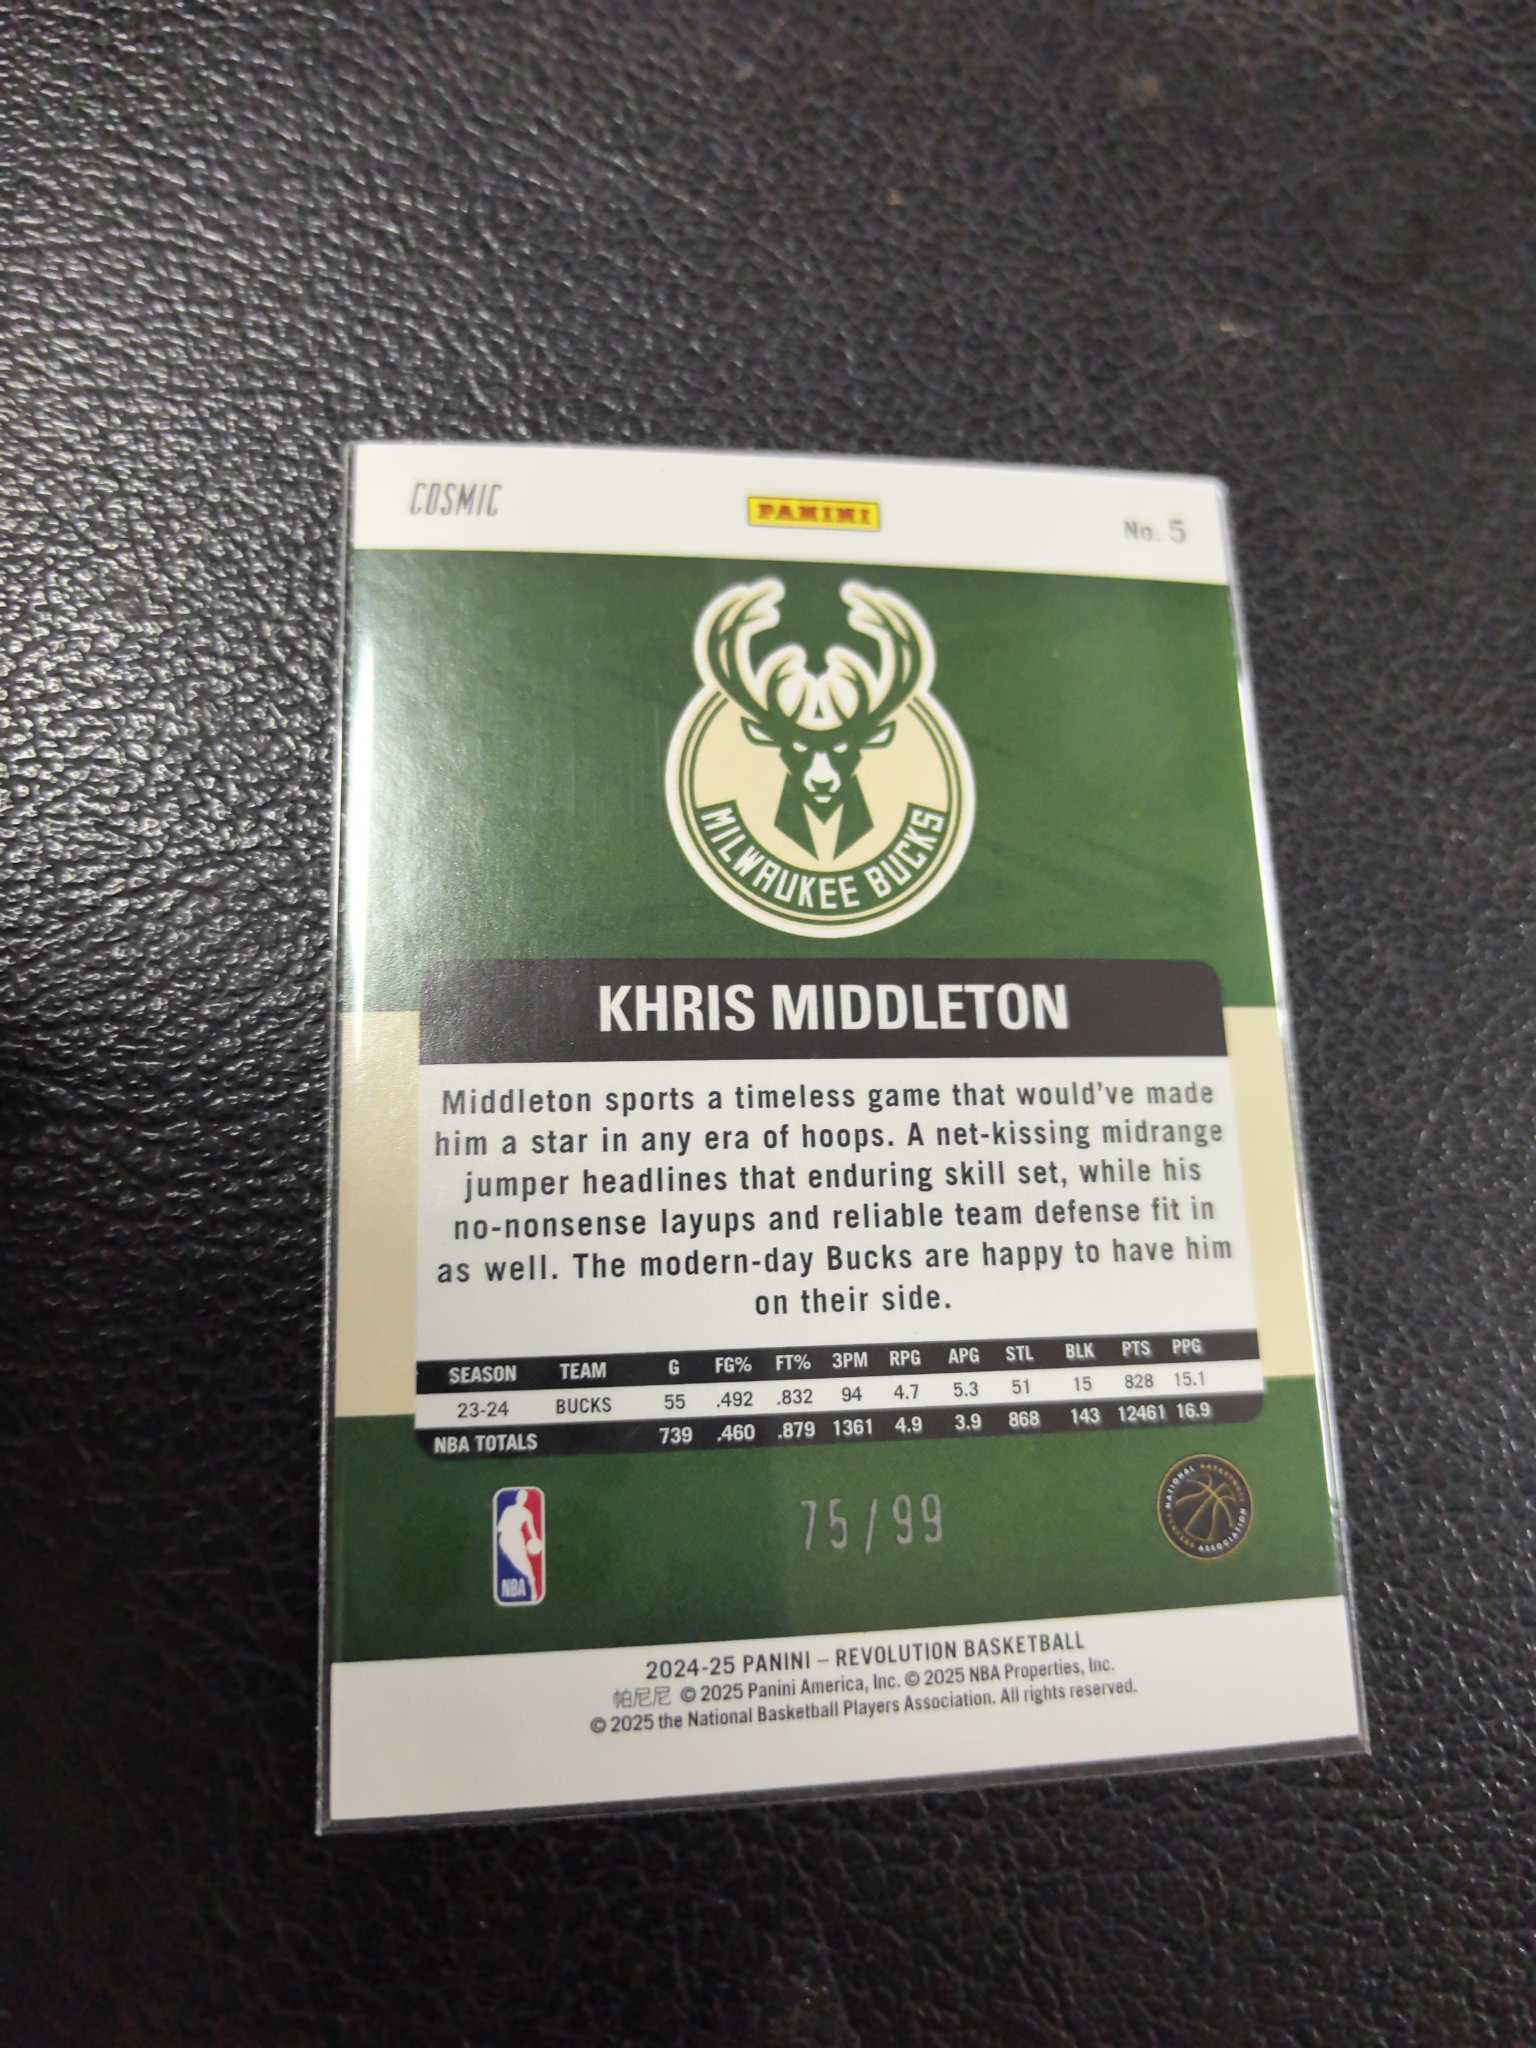 COSMIC
PANINI
No. 5
MILWAUKEE BUCKS
KHRIS MIDDLETON
Middleton sports a timeless game that would've made
him a star in any era of hoops. A net-kissing midrange
jumper headlines that enduring skill set, while his
no-nonsense layups and reliable team defense fit in
as well. The modern-day Bucks are happy to have him
on their side.
SEASON TEAM G FG% FT% 3PM RPG APG STL BLK PTS PPG
23-24 BUCKS 55 .492 .832 94 4.7 5.3 51 15 828 15.1
NBA TOTALS 739 .460 .879 1361 4.9 3.9 868 143 12461 16.9
NBA
75/99
NATIONAL BASKETBALL PLAYERS ASSOCIATION
2024-25 PANINI – REVOLUTION BASKETBALL
帕尼尼 © 2025 Panini America, Inc. © 2025 NBA Properties, Inc.
© 2025 the National Basketball Players Association. All rights reserved.